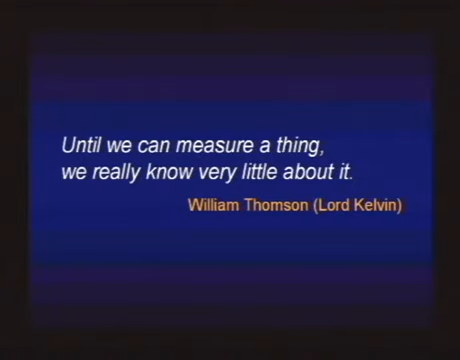 Until we can measure a thing,
we really know very little about it.
William Thomson (Lord Kelvin)